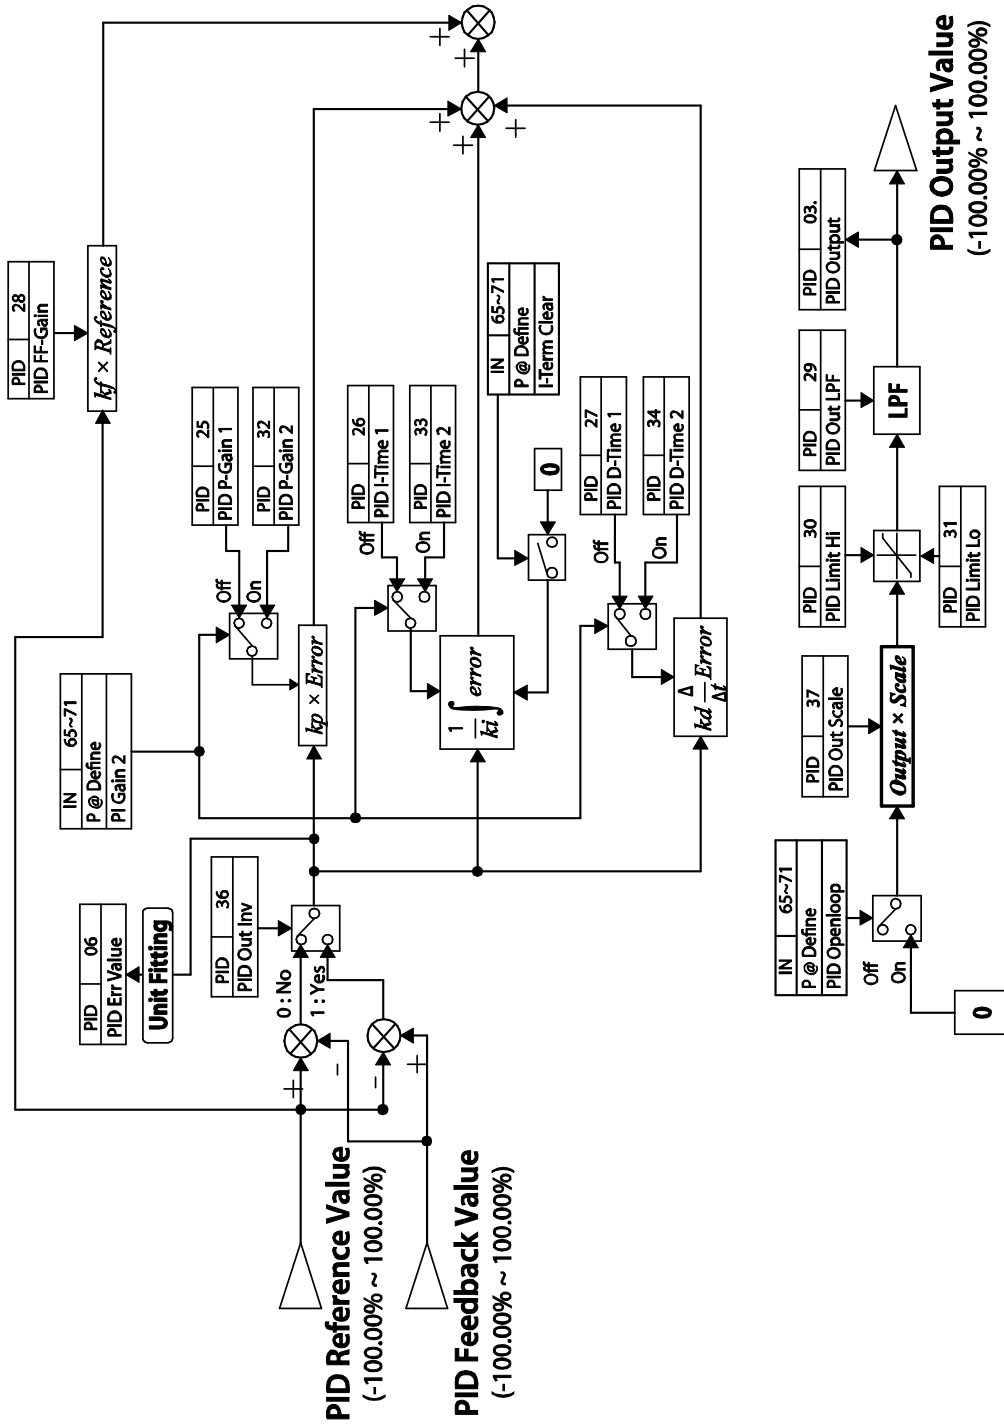 PID Reference Value
(-100.00% ~ 100.00%)
PID Feedback Value
(-100.00% ~ 100.00%)
+
-
-
+
0 : No
1 : Yes
PID 06
PID Err Value
Unit Fitting
PID 36
PID Out Inv
IN 65~71
P @ Define
PI Gain 2
PID 28
PID FF-Gain
kf × Reference
PID 25
PID P-Gain 1
PID 32
PID P-Gain 2
Off
On
kp × Error
PID 26
PID I-Time 1
PID 33
PID I-Time 2
Off
On
1/ki ∫ error
IN 65~71
P @ Define
I-Term Clear
0
PID 27
PID D-Time 1
PID 34
PID D-Time 2
Off
On
kd Δ/Δt Error
+
+
+
+
+
IN 65~71
P @ Define
PID Openloop
Off
On
0
PID 37
PID Out Scale
Output × Scale
PID 30
PID Limit Hi
PID 31
PID Limit Lo
PID 29
PID Out LPF
LPF
PID 03.
PID Output
PID Output Value
(-100.00% ~ 100.00%)